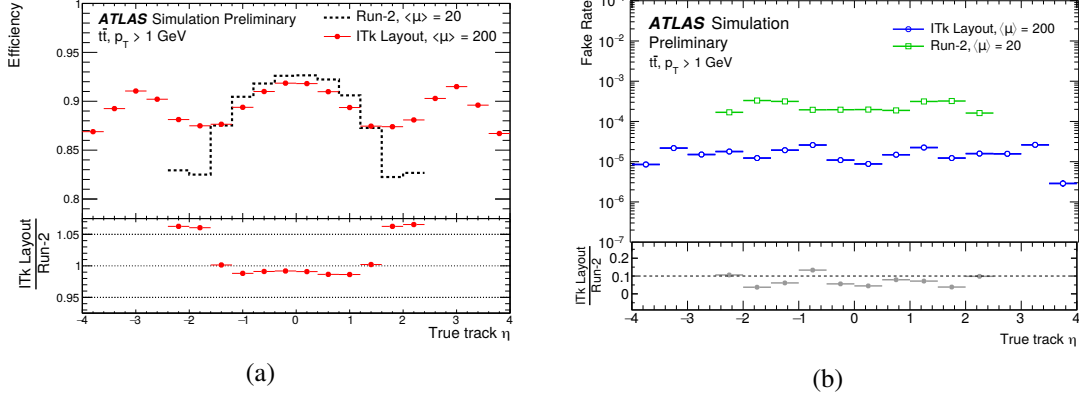 ATLAS Simulation Preliminary
tt̄, p_T > 1 GeV
Run-2, <μ> = 20
ITk Layout, <μ> = 200
Efficiency
1
0.95
0.9
0.85
0.8
ITk Layout
Run-2
1.05
1
0.95
−4 −3 −2 −1 0 1 2 3 4
True track η
(a)
ATLAS Simulation
Preliminary
tt̄, p_T > 1 GeV
ITk Layout, ⟨μ⟩ = 200
Run-2, ⟨μ⟩ = 20
Fake Rate
10⁻¹
10⁻²
10⁻³
10⁻⁴
10⁻⁵
10⁻⁶
10⁻⁷
ITk Layout
Run-2
0.2
0.1
0
−4 −3 −2 −1 0 1 2 3 4
True track η
(b)